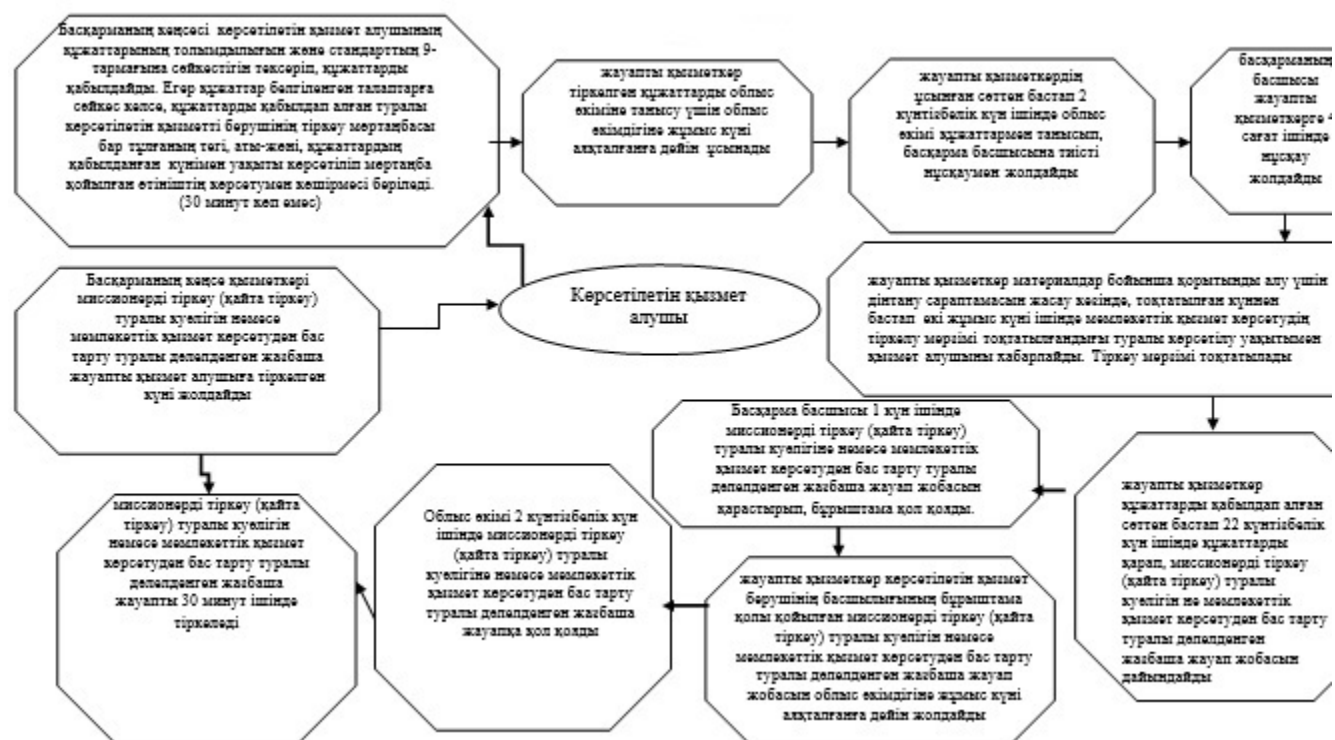 Басқарманың кеңсесі көрсетілетін қызмет алушының
құжаттарының толымдылығын және стандарттың 9-
тармағына сәйкестігін тексеріп, құжаттарды
қабылдайды. Егер құжаттар белгіленген талаптарға
сәйкес келсе, құжаттарды қабылдап алған туралы
көрсетілетін қызметті берушінің тіркеу мөртаңбасы
бар тұлғаның тегі, аты-жөні, құжаттардың
қабылданған күнімен уақыты көрсетіліп мөртаңба
қойылған өтініштің көрсетумен көшірмесі беріледі.
(30 минут көп емес)
жауапты қызметкер
тіркелген құжаттарды облыс
әкіміне танысу үшін облыс
әкімдігіне жұмыс күні
аяқталғанға дейін ұсынады
жауапты қызметкердің
ұсынған сәттен бастап 2
күнтізбелік күн ішінде облыс
әкімі құжаттармен танысып,
басқарма басшысына тиісті
нұсқаумен жолдайды
басқарманың
басшысы
жауапты
қызметкерге 4
сағат ішінде
нұсқау
жолдайды
жауапты қызметкер материалдар бойынша қорытынды алу үшін
дінтану сараптамасын жасау кезінде, тоқтатылған күннен
бастап екі жұмыс күні ішінде мемлекеттік қызмет көрсетудің
тіркелу мерзімі тоқтатылғандығы туралы көрсетілу уақытымен
қызмет алушыны хабарлайды. Тіркеу мерзімі тоқтатылады
Көрсетілетін қызмет
алушы
Басқарманың кеңсе қызметкері
миссионерді тіркеу (қайта тіркеу)
туралы куәлігін немесе
мемлекеттік қызмет көрсетуден бас
тарту туралы дәлелденген жазбаша
жауапты қызмет алушыға тіркелген
күні жолдайды
жауапты қызметкер
құжаттарды қабылдап алған
сәттен бастап 22 күнтізбелік
күн ішінде құжаттарды
қарап, миссионерді тіркеу
(қайта тіркеу) туралы
куәлігін не мемлекеттік
қызмет көрсетуден бас тарту
туралы дәлелденген
жазбаша жауап жобасын
дайындайды
Басқарма басшысы 1 күн ішінде
миссионерді тіркеу (қайта тіркеу)
туралы куәлігіне немесе мемлекеттік
қызмет көрсетуден бас тарту туралы
дәлелденген жазбаша жауап жобасын
қарастырып, бұрыштама қол қояды.
жауапты қызметкер көрсетілетін қызмет
берушінің басшылығының бұрыштама
қолы қойылған миссионерді тіркеу (қайта
тіркеу) туралы куәлігін немесе
мемлекеттік қызмет көрсетуден бас тарту
туралы дәлелденген жазбаша жауап
жобасын облыс әкімдігіне жұмыс күні
аяқталғанға дейін жолдайды
Облыс әкімі 2 күнтізбелік күн
ішінде миссионерді тіркеу
(қайта тіркеу) туралы
куәлігіне немесе мемлекеттік
қызмет көрсетуден бас тарту
туралы дәлелденген жазбаша
жауапқа қол қояды
миссионерді тіркеу (қайта
тіркеу) туралы куәлігін
немесе мемлекеттік қызмет
көрсетуден бас тарту туралы
дәлелденген жазбаша
жауапты 30 минут ішінде
тіркеледі